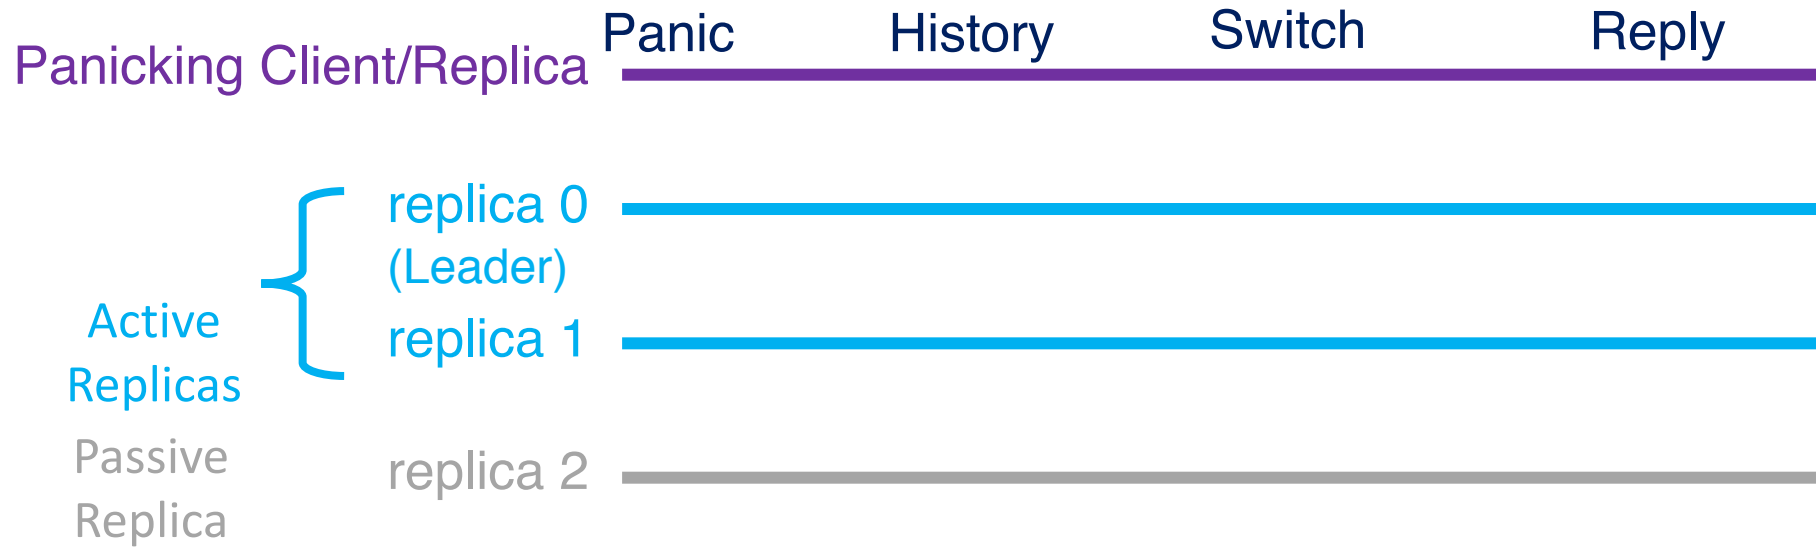 Panic History Switch Reply
Panicking Client/Replica
replica 0
(Leader)
Active
Replicas
replica 1
Passive
Replica
replica 2